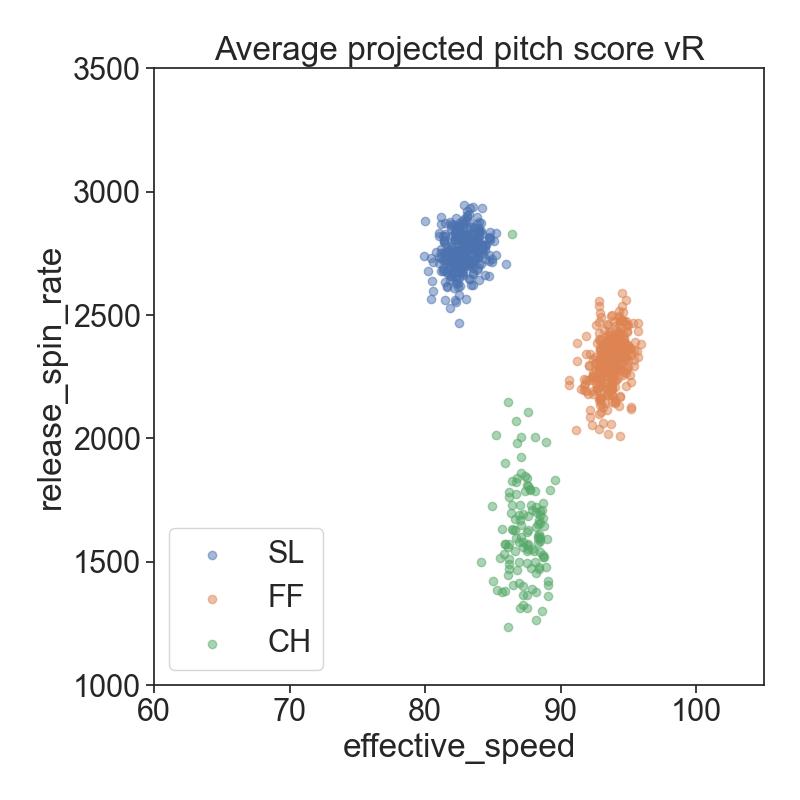 Average projected pitch score vR
3500
3000
2500
2000
1500
1000
release_spin_rate
SL
FF
CH
60 70 80 90 100
effective_speed